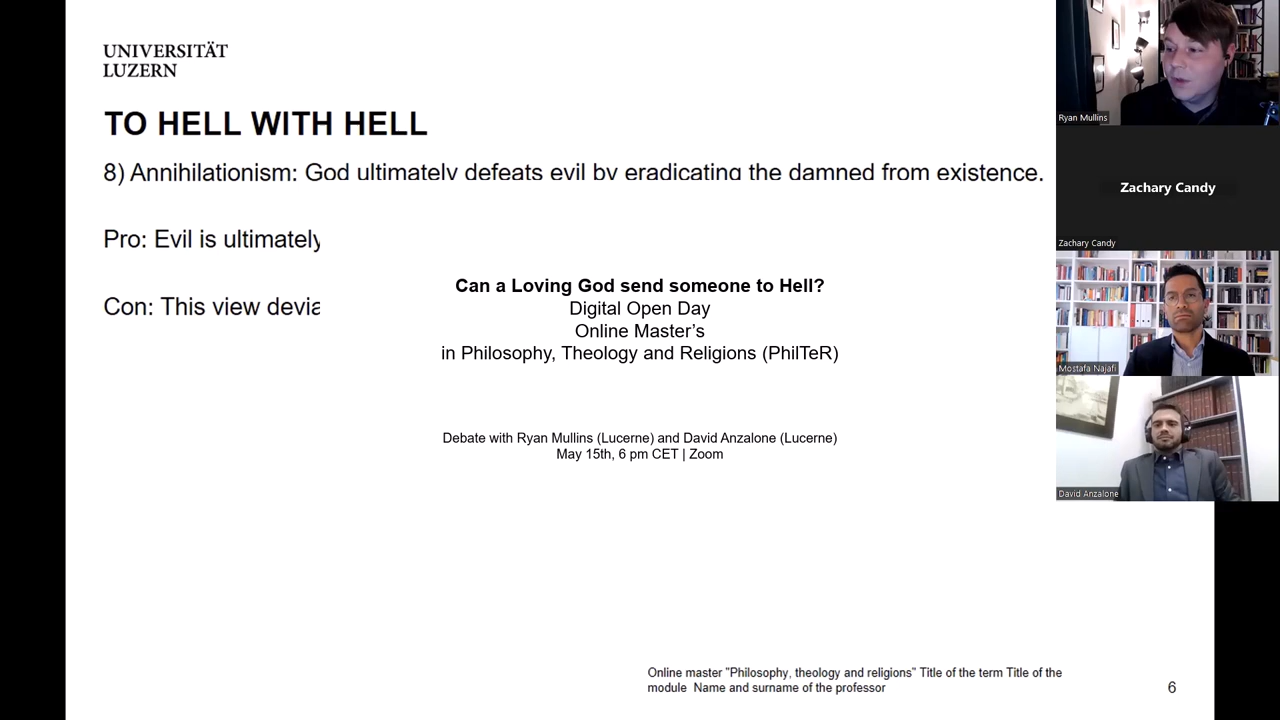 UNIVERSITÄT
LUZERN
TO HELL WITH HELL
8) Annihilationism: God ultimately defeats evil by eradicating the damned from existence.
Pro: Evil is ultimately
Con: This view devia
Can a Loving God send someone to Hell?
Digital Open Day
Online Master’s
in Philosophy, Theology and Religions (PhilTeR)
Debate with Ryan Mullins (Lucerne) and David Anzalone (Lucerne)
May 15th, 6 pm CET | Zoom
Online master "Philosophy, theology and religions" Title of the term Title of the
module Name and surname of the professor
6
Ryan Mullins
Zachary Candy
Zachary Candy
Mostafa Najafi
David Anzalone